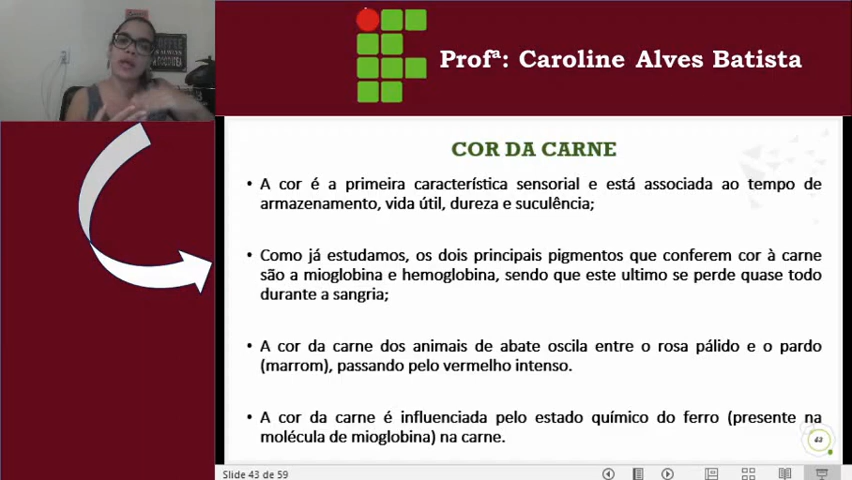 Profª: Caroline Alves Batista
COR DA CARNE
• A cor é a primeira característica sensorial e está associada ao tempo de
armazenamento, vida útil, dureza e suculência;
• Como já estudamos, os dois principais pigmentos que conferem cor à carne
são a mioglobina e hemoglobina, sendo que este ultimo se perde quase todo
durante a sangria;
• A cor da carne dos animais de abate oscila entre o rosa pálido e o pardo
(marrom), passando pelo vermelho intenso.
• A cor da carne é influenciada pelo estado químico do ferro (presente na
molécula de mioglobina) na carne.
43
Slide 43 de 59